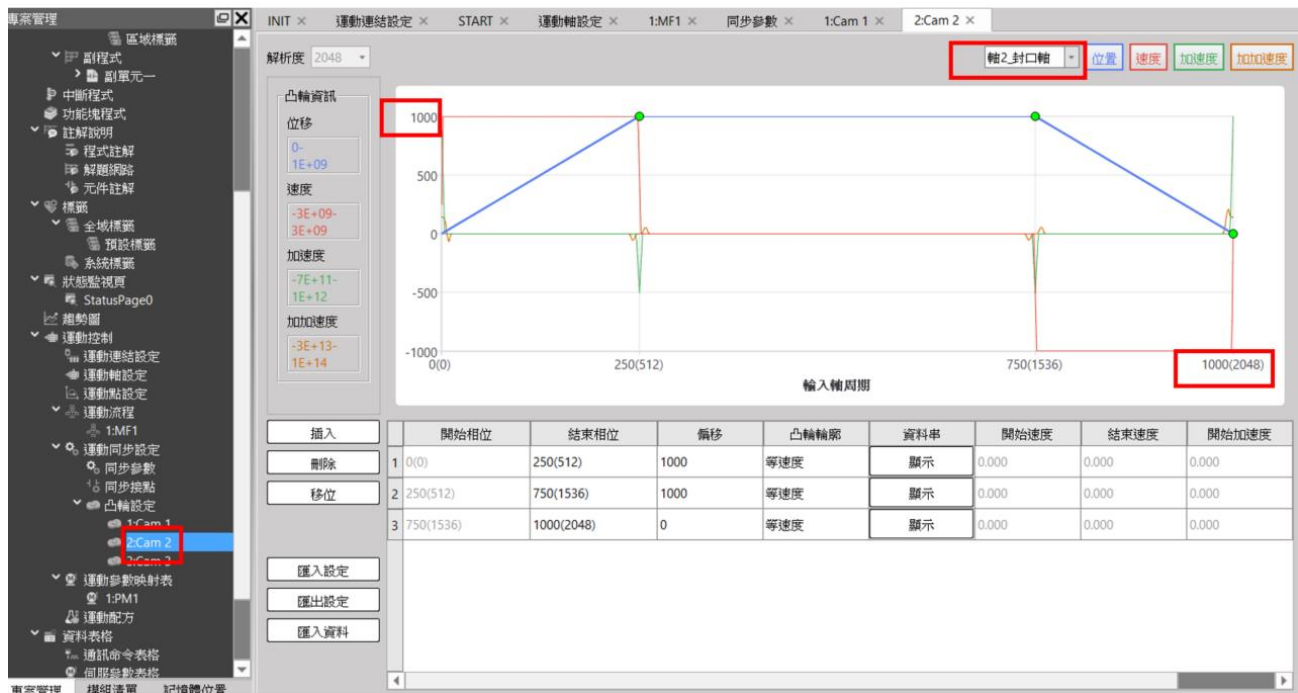 專案管理
區域標籤
副程式
副單元一
中斷程式
功能塊程式
註解說明
程式註解
解題網路
元件註解
標籤
全域標籤
預設標籤
系統標籤
狀態監視頁
StatusPage0
趨勢圖
運動控制
運動連結設定
運動軸設定
運動點設定
運動流程
1:MF1
運動同步設定
同步參數
同步接點
凸輪設定
1:Cam 1
2:Cam 2
3:Cam 3
運動參數映射表
1:PM1
運動配方
資料表格
通訊命令表格
伺服參數表格
專案管理 模組清單 記憶體位置
INIT × 運動連結設定 × START × 運動軸設定 × 1:MF1 × 同步參數 × 1:Cam 1 × 2:Cam 2 ×
解析度 2048 軸2_封口軸 位置 速度 加速度 加加速度
凸輪資訊
位移
0-
1E+09
速度
-3E+09-
3E+09
加速度
-7E+11-
1E+12
加加速度
-3E+13-
1E+14
1000
500
0
-500
-1000
0(0) 250(512) 750(1536) 1000(2048)
輸入軸周期
插入
刪除
移位
匯入設定
匯出設定
匯入資料
開始相位 結束相位 偏移 凸輪輪廓 資料串 開始速度 結束速度 開始加速度
1 0(0) 250(512) 1000 等速度 顯示 0.000 0.000 0.000
2 250(512) 750(1536) 1000 等速度 顯示 0.000 0.000 0.000
3 750(1536) 1000(2048) 0 等速度 顯示 0.000 0.000 0.000